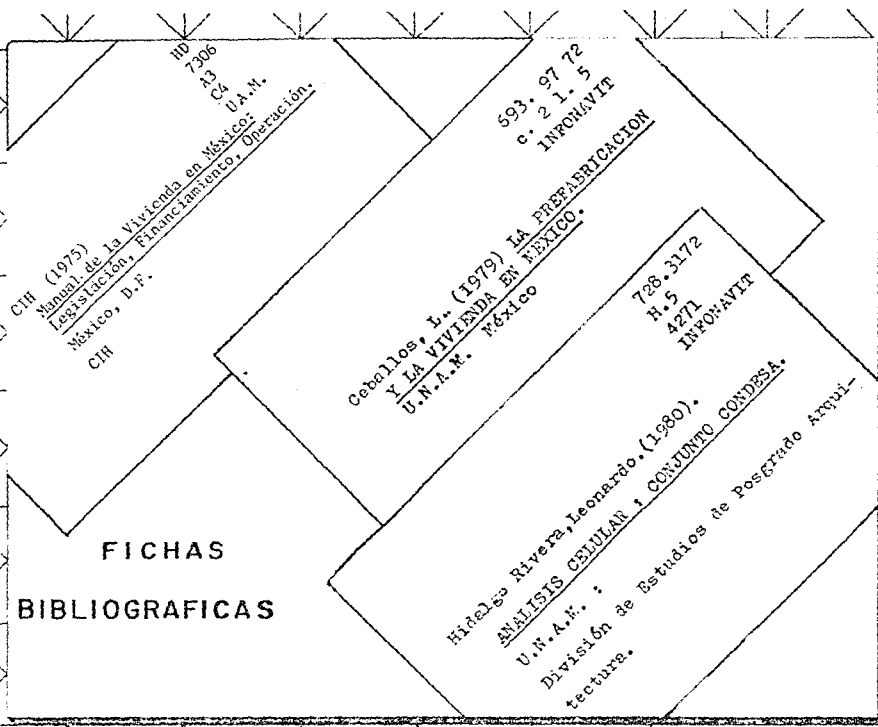 HD
7306
A3
C4
U.A.M.
CIH (1975)
Manual de la Vivienda en México:
Legislación, Financiamiento, Operación.
México, D.F.
CIH
693. 97 72
c. 2 1. 5
INFONAVIT
Ceballos, L.. (1979) LA PREFABRICACION
Y LA VIVIENDA EN MEXICO.
U.N.A.M. México
728.3172
H.5
4271
INFONAVIT
Hidalgo Rivera,Leonardo.(1980).
ANALISIS CELULAR : CONJUNTO CONDESA.
U.N.A.M. :
División de Estudios de Posgrado Arqui-
tectura.
FICHAS
BIBLIOGRAFICAS